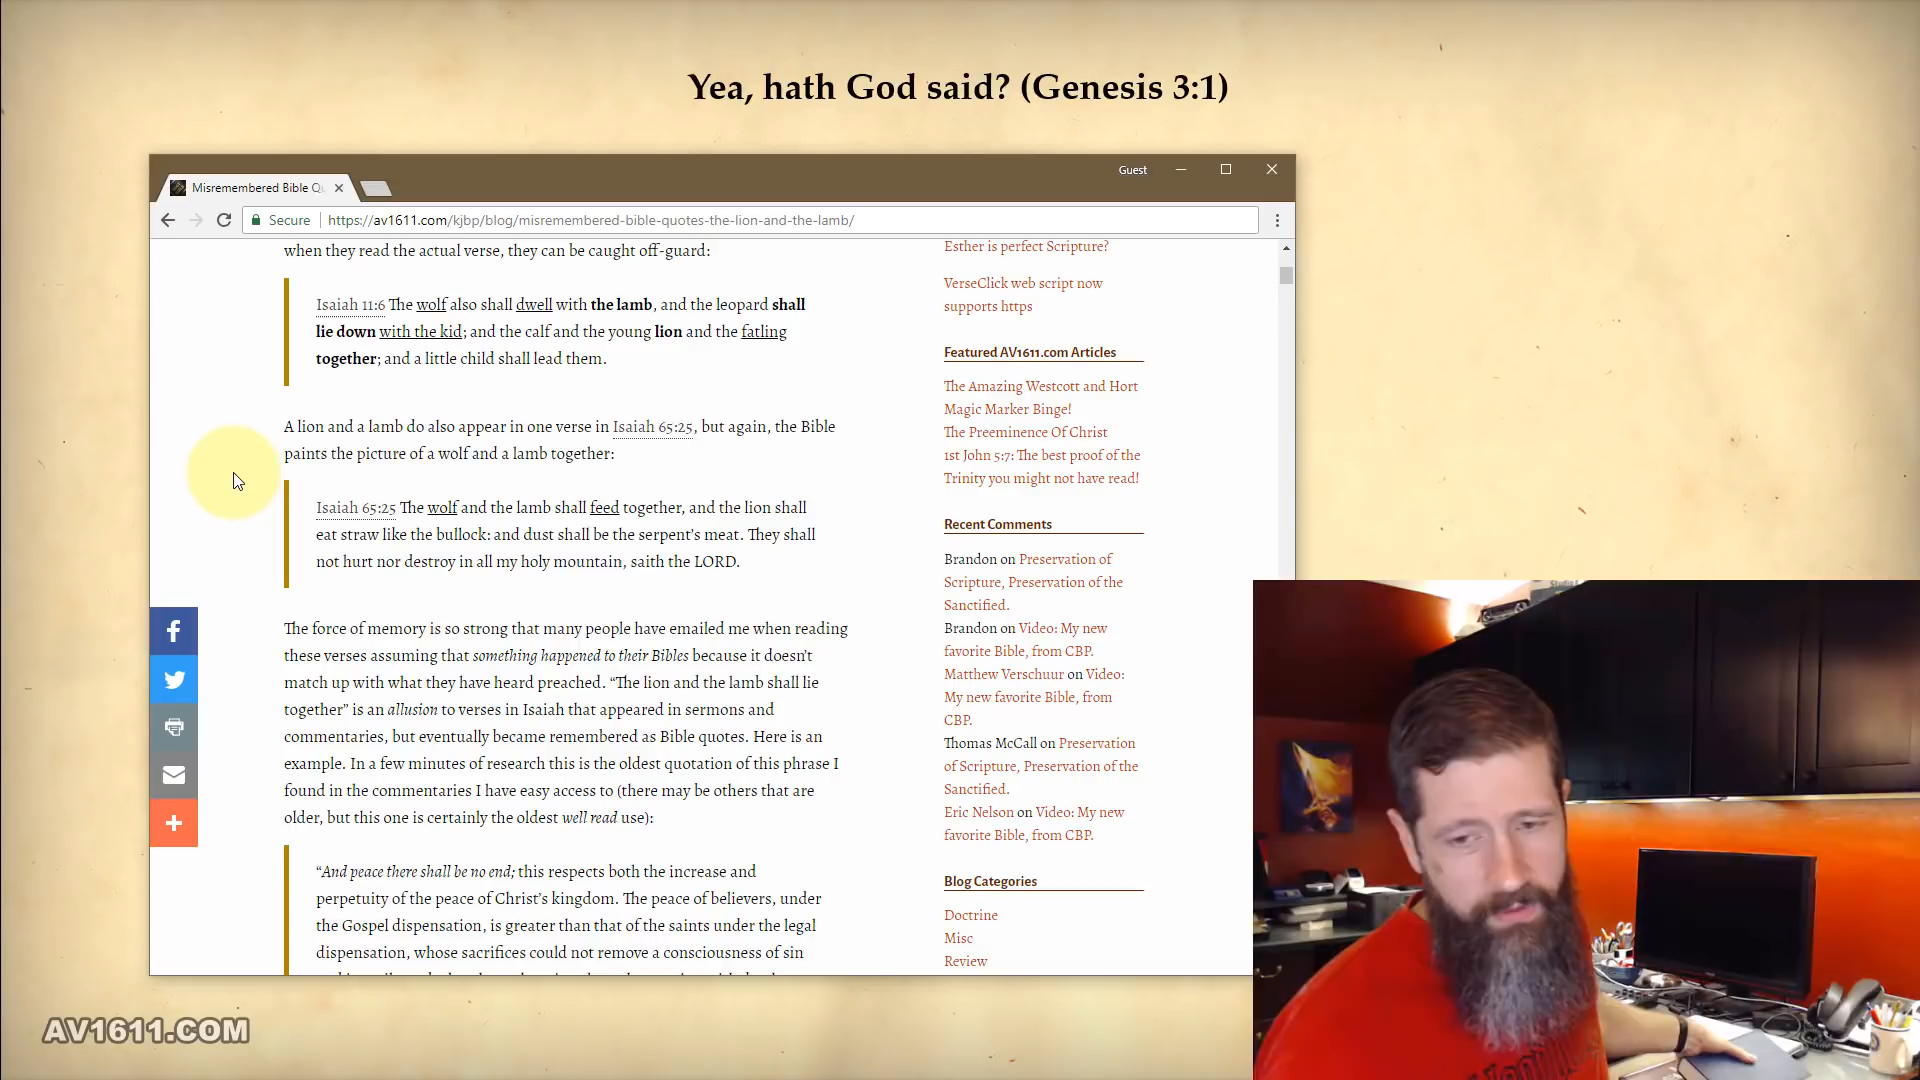 Yea, hath God said? (Genesis 3:1)
Guest
Misremembered Bible Qu
Secure
https://av1611.com/kjbp/blog/misremembered-bible-quotes-the-lion-and-the-lamb/
when they read the actual verse, they can be caught off-guard:
Isaiah 11:6 The wolf also shall dwell with the lamb, and the leopard shall
lie down with the kid; and the calf and the young lion and the fatling
together; and a little child shall lead them.
A lion and a lamb do also appear in one verse in Isaiah 65:25, but again, the Bible
paints the picture of a wolf and a lamb together:
Isaiah 65:25 The wolf and the lamb shall feed together, and the lion shall
eat straw like the bullock: and dust shall be the serpent's meat. They shall
not hurt nor destroy in all my holy mountain, saith the LORD.
The force of memory is so strong that many people have emailed me when reading
these verses assuming that something happened to their Bibles because it doesn't
match up with what they have heard preached. “The lion and the lamb shall lie
together” is an allusion to verses in Isaiah that appeared in sermons and
commentaries, but eventually became remembered as Bible quotes. Here is an
example. In a few minutes of research this is the oldest quotation of this phrase I
found in the commentaries I have easy access to (there may be others that are
older, but this one is certainly the oldest well read use):
“And peace there shall be no end; this respects both the increase and
perpetuity of the peace of Christ's kingdom. The peace of believers, under
the Gospel dispensation, is greater than that of the saints under the legal
dispensation, whose sacrifices could not remove a consciousness of sin
Esther is perfect Scripture?
VerseClick web script now
supports https
Featured AV1611.com Articles
The Amazing Westcott and Hort
Magic Marker Binge!
The Preeminence Of Christ
1st John 5:7: The best proof of the
Trinity you might not have read!
Recent Comments
Brandon on Preservation of
Scripture, Preservation of the
Sanctified.
Brandon on Video: My new
favorite Bible, from CBP.
Matthew Verschuur on Video:
My new favorite Bible, from
CBP.
Thomas McCall on Preservation
of Scripture, Preservation of the
Sanctified.
Eric Nelson on Video: My new
favorite Bible, from CBP.
Blog Categories
Doctrine
Misc
Review
AV1611.COM